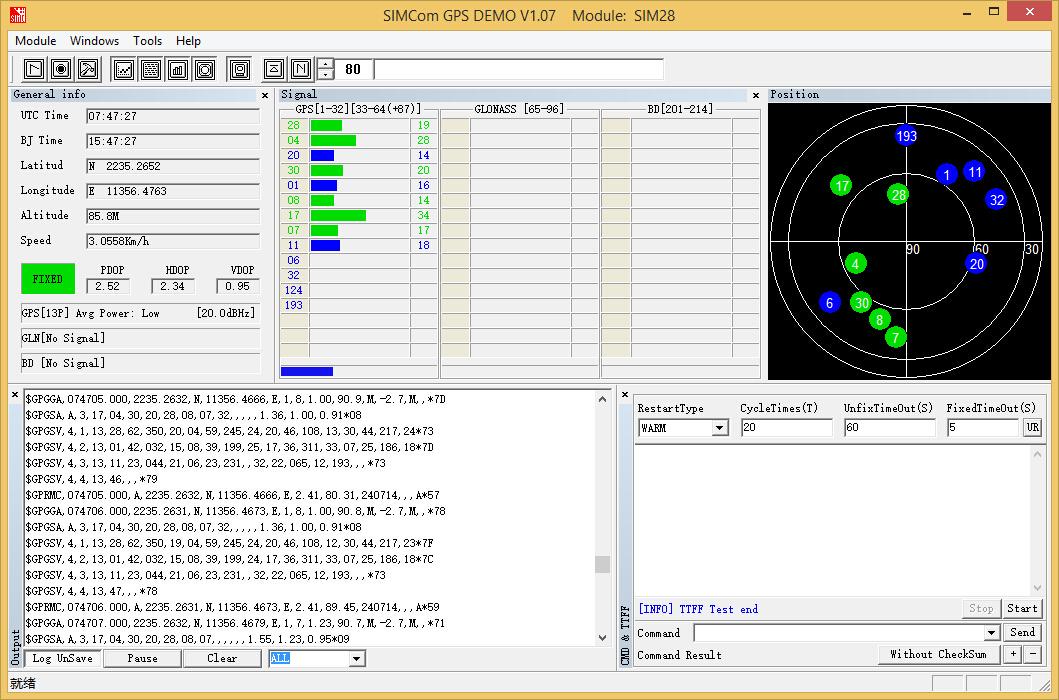 SIMCom GPS DEMO V1.07 Module: SIM28
Module Windows Tools Help
80
General info
UTC Time 07:47:27
BJ Time 15:47:27
Latitud N 2235.2652
Longitude E 11356.4763
Altitude 85.8M
Speed 3.0558Km/h
FIXED
PDOP HDOP VDOP
2.52 2.34 0.95
GPS[13P] Avg Power: Low [20.0dBHz]
GLN[No Signal]
BD [No Signal]
Signal
GPS[1-32][33-64(+87)] GLONASS [65-96] BD[201-214]
28 19
04 28
20 14
30 20
01 16
08 14
17 34
07 17
11 18
06
32
124
193
Position
193
1 11
17 28 32
90 60 30
4 20
6 30
8
7
Output
$GPGGA,074705.000,2235.2632,N,11356.4666,E,1,8,1.00,90.9,M,-2.7,M,,*7D
$GPGSA,A,3,17,04,30,20,28,08,07,32,,,,,1.36,1.00,0.91*08
$GPGSV,4,1,13,28,62,350,20,04,59,245,24,20,46,108,13,30,44,217,24*73
$GPGSV,4,2,13,01,42,032,15,08,39,199,25,17,36,311,33,07,25,186,18*7D
$GPGSV,4,3,13,11,23,044,21,06,23,231,,32,22,065,12,193,,,*73
$GPGSV,4,4,13,46,,,*79
$GPRMC,074705.000,A,2235.2632,N,11356.4666,E,2.41,80.31,240714,,,A*57
$GPGGA,074706.000,2235.2631,N,11356.4673,E,1,8,1.00,90.8,M,-2.7,M,,*78
$GPGSA,A,3,17,04,30,20,28,08,07,32,,,,,1.36,1.00,0.91*08
$GPGSV,4,1,13,28,62,350,19,04,59,245,24,20,46,108,12,30,44,217,23*7F
$GPGSV,4,2,13,01,42,032,15,08,39,199,24,17,36,311,33,07,25,186,18*7C
$GPGSV,4,3,13,11,23,044,21,06,23,231,,32,22,065,12,193,,,*73
$GPGSV,4,4,13,47,,,*78
$GPRMC,074706.000,A,2235.2631,N,11356.4673,E,2.41,89.45,240714,,,A*59
$GPGGA,074707.000,2235.2631,N,11356.4679,E,1,7,1.23,90.7,M,-2.7,M,,*71
$GPGSA,A,3,17,04,30,20,28,08,07,,,,,,1.55,1.23,0.95*09
Log UnSave Pause Clear ALL
CMD & TTFF
RestartType CycleTimes(T) UnfixTimeOut(S) FixedTimeOut(S)
WARM 20 60 5 UR
[INFO] TTFF Test end Stop Start
Command Send
Command Result Without CheckSum + -
就绪